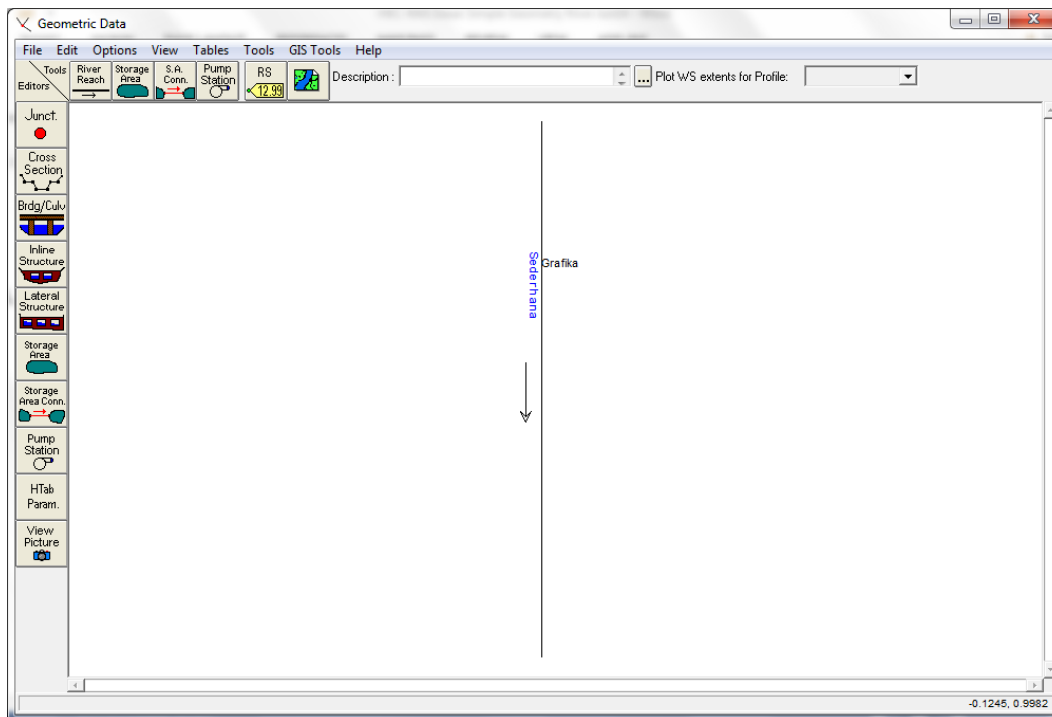 Geometric Data
File Edit Options View Tables Tools GIS Tools Help
Tools
Editors
River
Reach
Storage
Area
S.A.
Conn.
Pump
Station
RS
12.99
Description :
...
Plot WS extents for Profile:
Junct.
Cross
Section
Brdg/Culv
Inline
Structure
Lateral
Structure
Storage
Area
Storage
Area Conn.
Pump
Station
HTab
Param.
View
Picture
Sederhana
Grafika
-0.1245, 0.9982